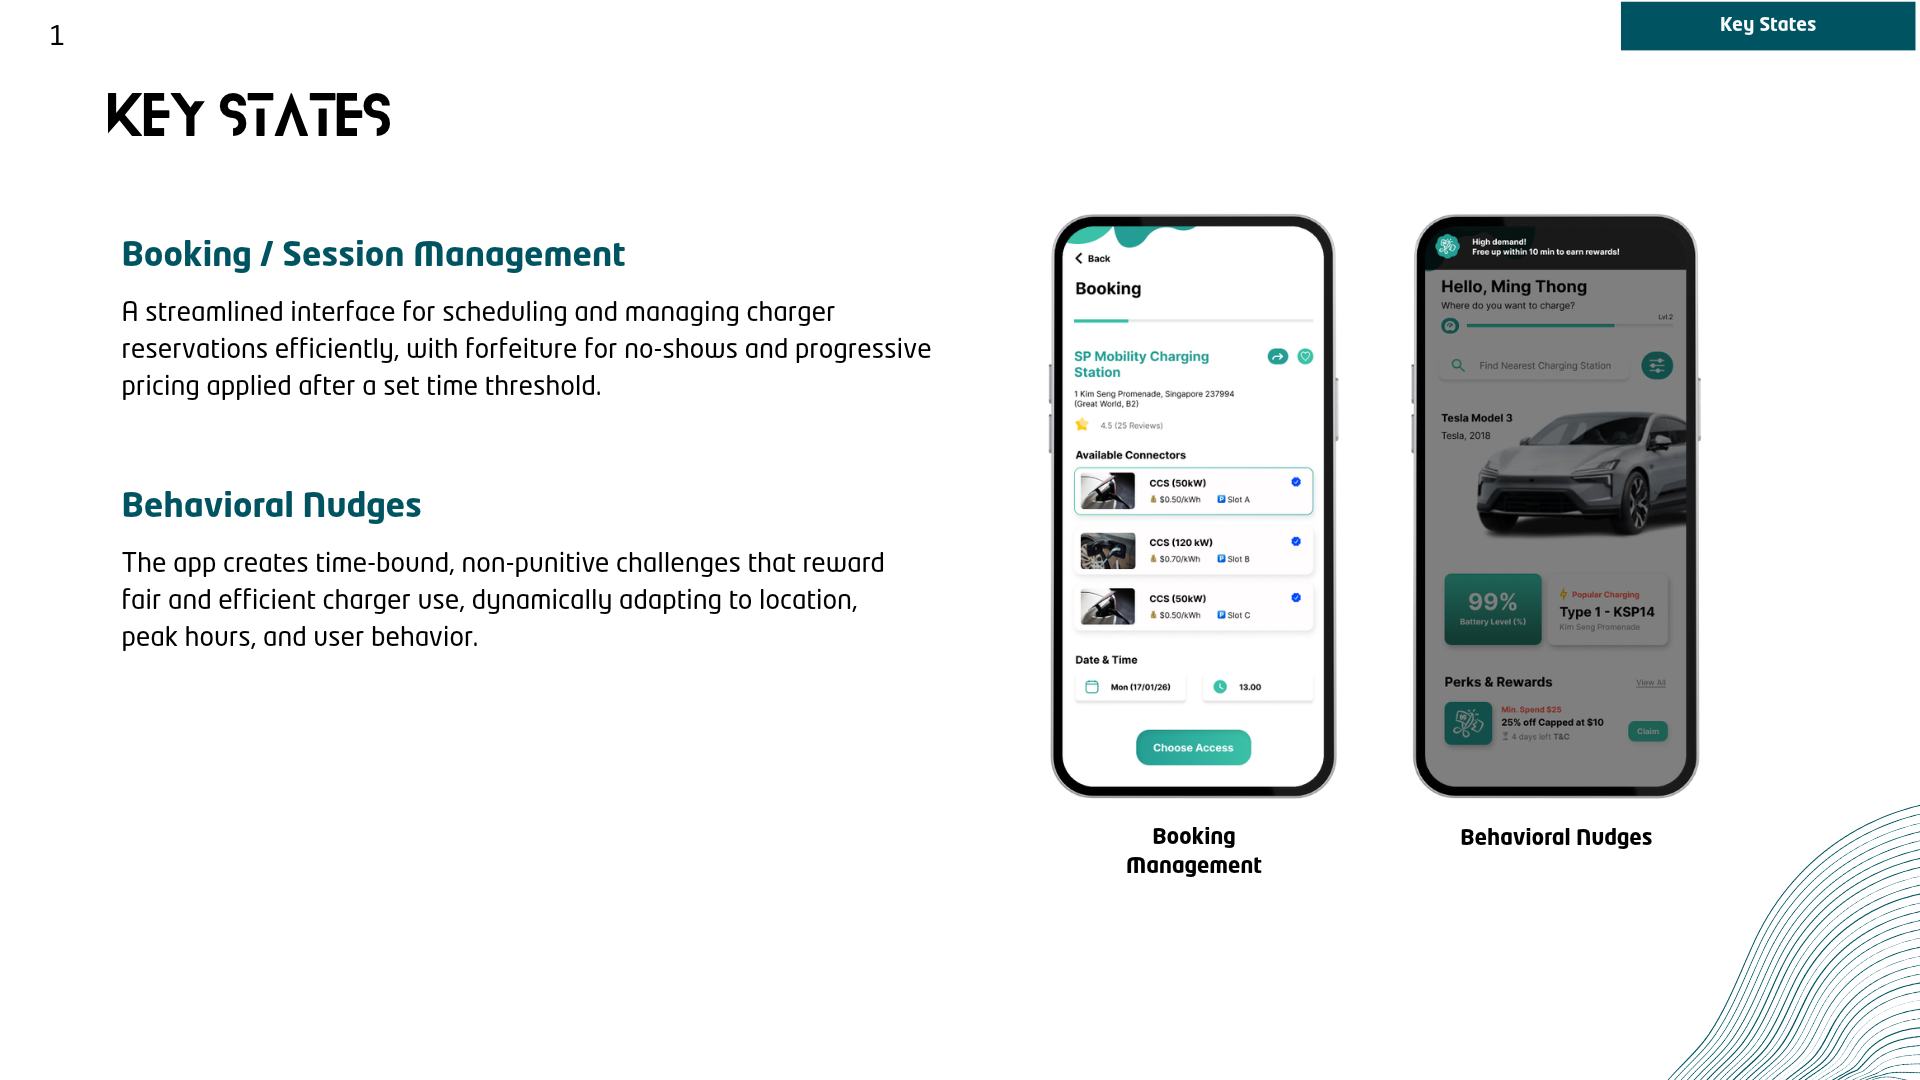 1
Key States
KEY STATES
Booking / Session Management
A streamlined interface for scheduling and managing charger
reservations efficiently, with forfeiture for no-shows and progressive
pricing applied after a set time threshold.
Behavioral Nudges
The app creates time-bound, non-punitive challenges that reward
fair and efficient charger use, dynamically adapting to location,
peak hours, and user behavior.
Back
Booking
SP Mobility Charging
Station
1 Kim Seng Promenade, Singapore 237994
(Great World, B2)
4.5 (25 Reviews)
Available Connectors
CCS (50kW)
$0.50/kWh
P Slot A
CCS (120 kW)
$0.70/kWh
P Slot B
CCS (50kW)
$0.50/kWh
P Slot C
Date & Time
Mon (17/01/26)
13.00
Choose Access
Booking
Management
High demand!
Free up within 10 min to earn rewards!
Hello, Ming Thong
Where do you want to charge?
Lvl.2
Find Nearest Charging Station
Tesla Model 3
Tesla, 2018
99%
Battery Level (%)
Popular Charging
Type 1 - KSP14
Kim Seng Promenade
Perks & Rewards
View All
Min. Spend $25
25% off Capped at $10
4 days left T&C
Claim
Behavioral Nudges